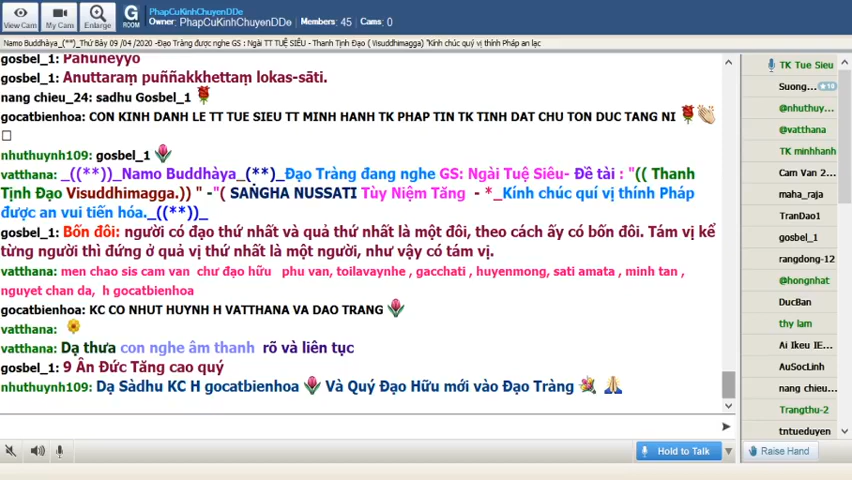 View Cam
My Cam
Enlarge
G ROOM
PhapCuKinhChuyenDDe
Owner: PhapCuKinhChuyenDDe Members: 45 Cams: 0
Namo Buddhàya_(**)_Thứ Bảy 09 /04 /2020 -Đạo Tràng được nghe GS : Ngài TT TUỆ SIÊU - Thanh Tịnh Đạo ( Visuddhimagga) "Kính chúc quý vị thính Pháp an lạc
gosbel_1: Pāhuneyyo
gosbel_1: Anuttaraṃ puññakkhettaṃ lokas-sāti.
nang chieu_24: sadhu Gosbel_1
gocatbienhoa: CON KINH DANH LE TT TUE SIEU TT MINH HANH TK PHAP TIN TK TINH DAT CHU TON DUC TANG NI
nhuthuynh109: gosbel_1
vatthana: _((**))_Namo Buddhàya_(**)_Đạo Tràng đang nghe GS: Ngài Tuệ Siêu- Đề tài : "(( Thanh
Tịnh Đạo Visuddhimagga.)) " -"( SAṄGHA NUSSATI Tùy Niệm Tăng - *_Kính chúc quí vị thính Pháp
được an vui tiến hóa._((**))_
gosbel_1: Bốn đôi: người có đạo thứ nhất và quả thứ nhất là một đôi, theo cách ấy có bốn đôi. Tám vị kể
từng người thì đứng ở quả vị thứ nhất là một người, như vậy có tám vị.
vatthana: men chao sis cam van chư đạo hữu phu van, toilavaynhe , gacchati , huyenmong, sati amata , minh tan ,
nguyet chan da, h gocatbienhoa
gocatbienhoa: KC CO NHUT HUYNH H VATTHANA VA DAO TRANG
vatthana:
vatthana: Dạ thưa con nghe âm thanh rõ và liên tục
gosbel_1: 9 Ân Đức Tăng cao quý
nhuthuynh109: Dạ Sàdhu KC H gocatbienhoa Và Quý Đạo Hữu mới vào Đạo Tràng
Hold to Talk
TK Tue Sieu
Suong... 10
@nhuthuy...
@vatthana
TK minhhanh
Cam Van 2...
maha_raja
TranDao1
gosbel_1
rangdong-12
@hongnhat
DucBan
thy lam
Ai Ikeu IE...
AuSocLinh
nang chieu...
Trangthu-2
tntueduyen
Raise Hand